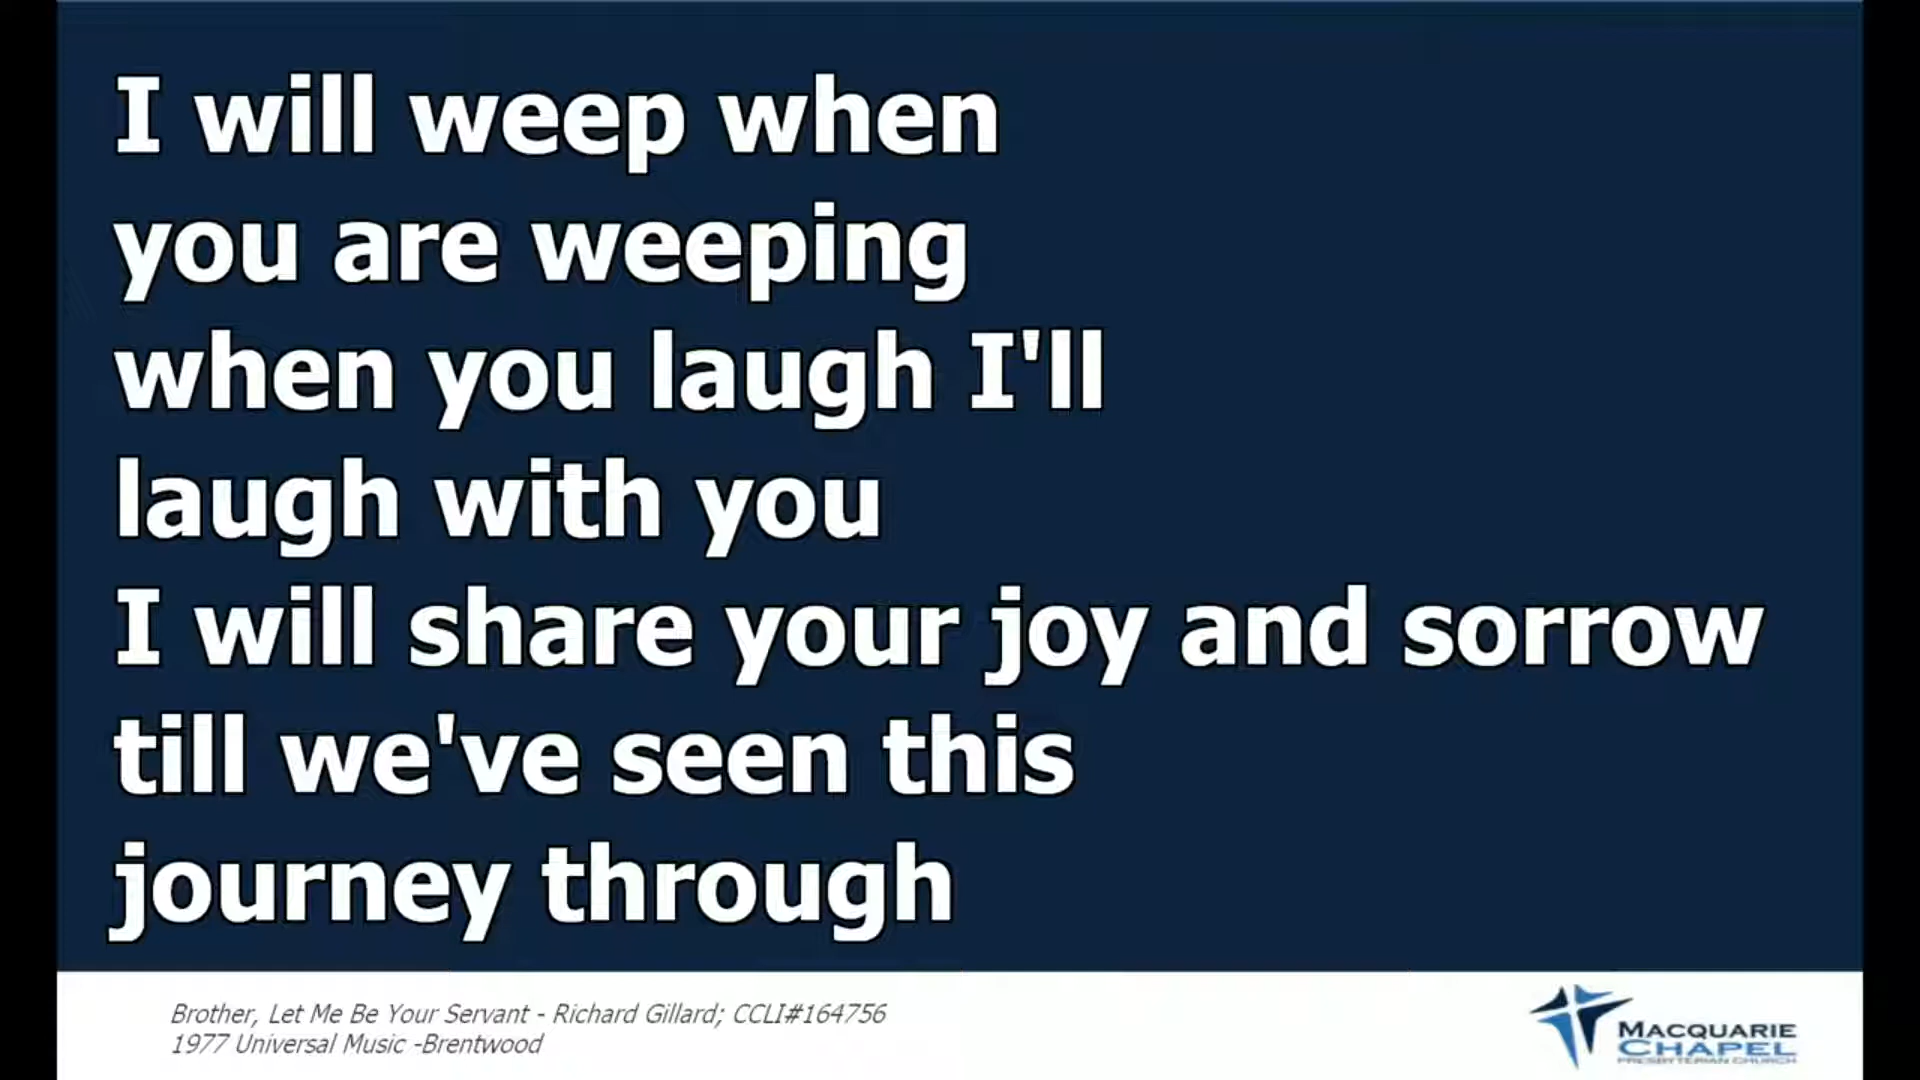 I will weep when
you are weeping
when you laugh I'll
laugh with you
I will share your joy and sorrow
till we've seen this
journey through
Brother, Let Me Be Your Servant - Richard Gillard; CCLI#164756
1977 Universal Music -Brentwood
MACQUARIE
CHAPEL
PRESBYTERIAN CHURCH